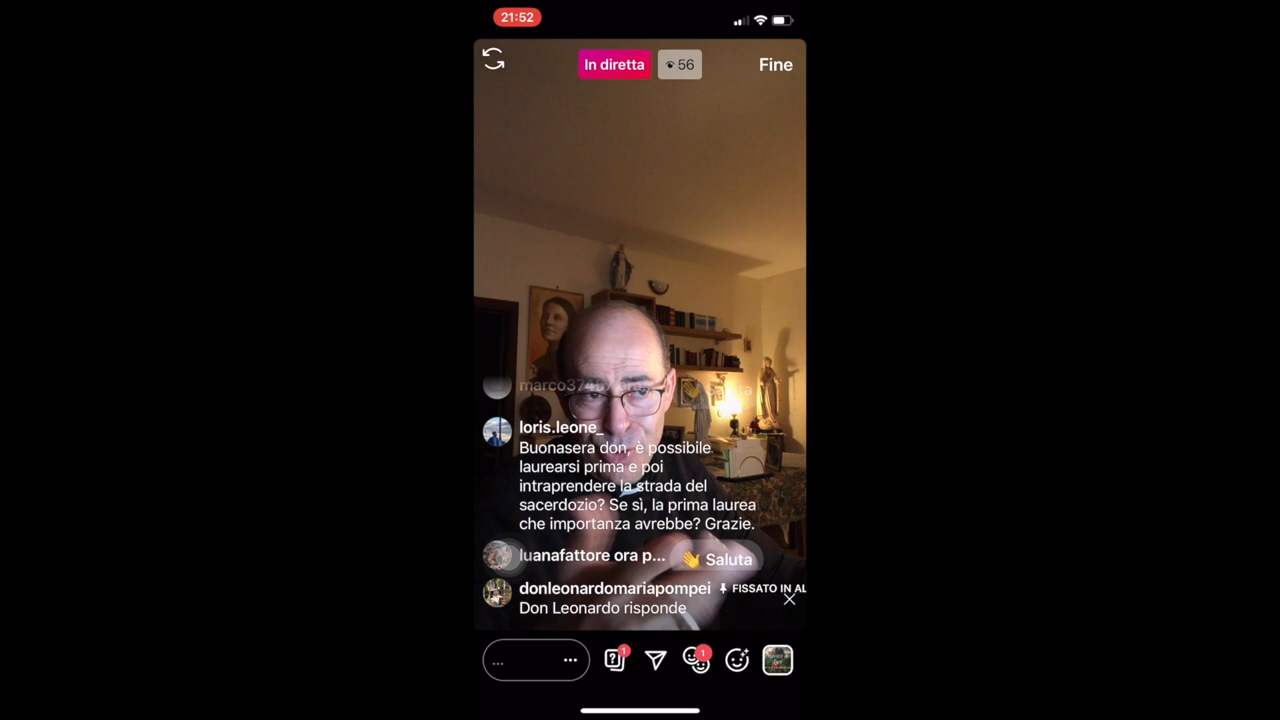 21:52
In diretta
56
Fine
loris.leone_
Buonasera don, è possibile
laurearsi prima e poi
intraprendere la strada del
sacerdozio? Se sì, la prima laurea
che importanza avrebbe? Grazie.
luanafattore ora p...
Saluta
donleonardomariapompei FISSATO IN AL
Don Leonardo risponde
...
1
1